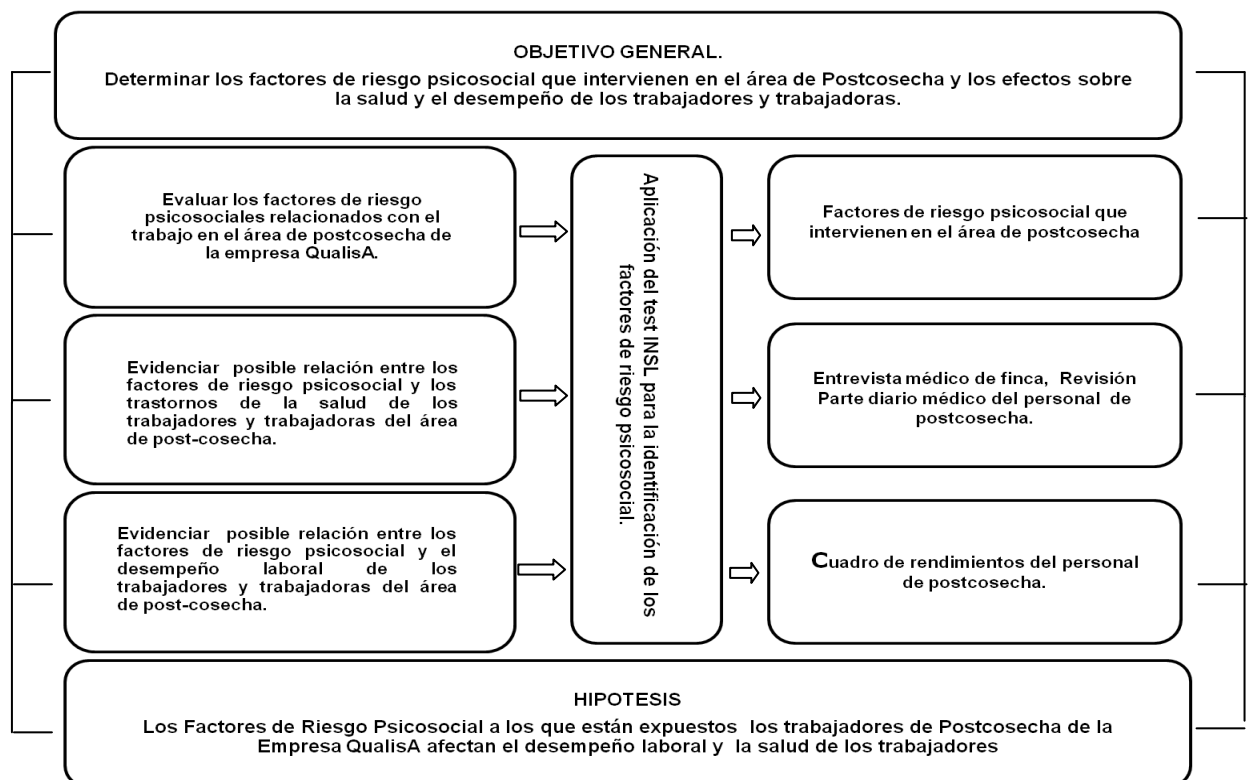 OBJETIVO GENERAL.
Determinar los factores de riesgo psicosocial que intervienen en el área de Postcosecha y los efectos sobre
la salud y el desempeño de los trabajadores y trabajadoras.
Evaluar los factores de riesgo
psicosociales relacionados con el
trabajo en el área de postcosecha de
la empresa QualisA.
Evidenciar posible relación entre los
factores de riesgo psicosocial y los
trastornos de la salud de los
trabajadores y trabajadoras del área
de post-cosecha.
Evidenciar posible relación entre los
factores de riesgo psicosocial y el
desempeño laboral de los
trabajadores y trabajadoras del área
de post-cosecha.
Aplicación del test INSL para la identificación de los
factores de riesgo psicosocial.
Factores de riesgo psicosocial que
intervienen en el área de postcosecha
Entrevista médico de finca, Revisión
Parte diario médico del personal de
postcosecha.
Cuadro de rendimientos del personal
de postcosecha.
HIPOTESIS
Los Factores de Riesgo Psicosocial a los que están expuestos los trabajadores de Postcosecha de la
Empresa QualisA afectan el desempeño laboral y la salud de los trabajadores